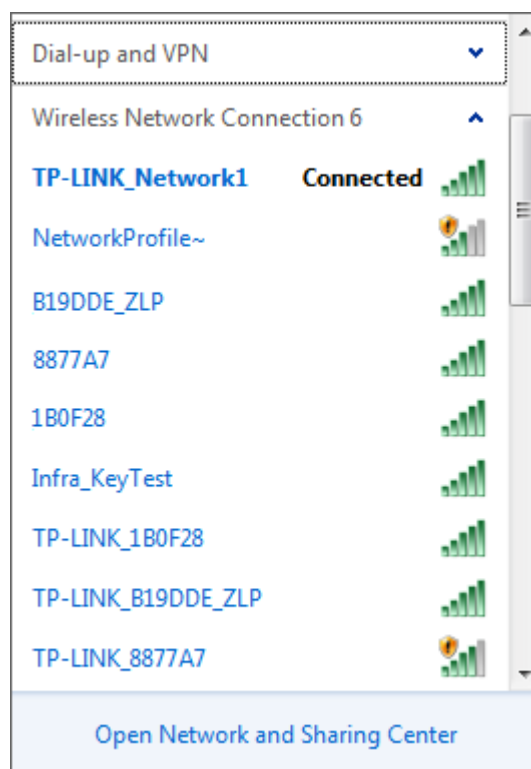 Dial-up and VPN
Wireless Network Connection 6
TP-LINK_Network1 Connected
NetworkProfile~
B19DDE_ZLP
8877A7
1B0F28
Infra_KeyTest
TP-LINK_1B0F28
TP-LINK_B19DDE_ZLP
TP-LINK_8877A7
Open Network and Sharing Center